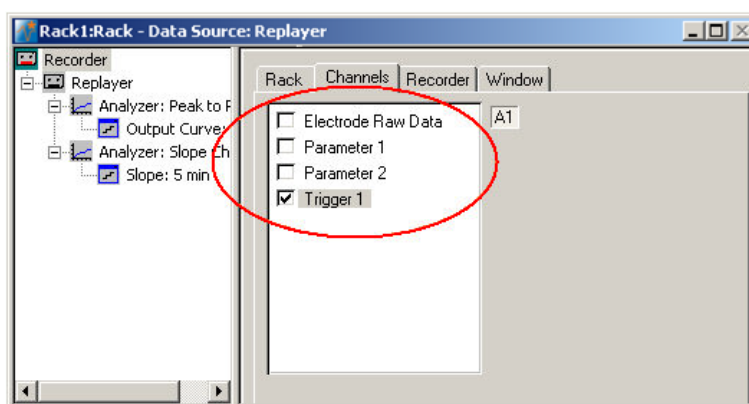 Rack1:Rack - Data Source: Replayer
Recorder
Replayer
Analyzer: Peak to P
Output Curve:
Analyzer: Slope Ch
Slope: 5 min
Rack
Channels
Recorder
Window
Electrode Raw Data
Parameter 1
Parameter 2
Trigger 1
A1